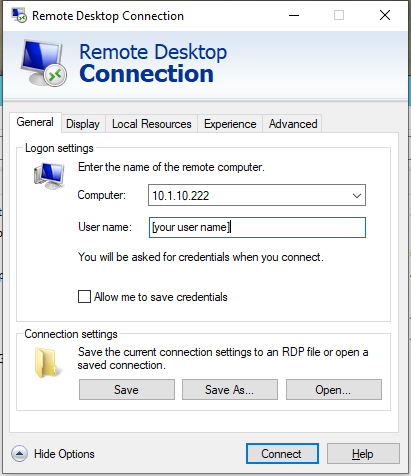 Remote Desktop Connection
Remote Desktop
Connection
General Display Local Resources Experience Advanced
Logon settings
Enter the name of the remote computer.
Computer: 10.1.10.222
User name: [your user name]
You will be asked for credentials when you connect.
Allow me to save credentials
Connection settings
Save the current connection settings to an RDP file or open a
saved connection.
Save Save As... Open...
Hide Options Connect Help